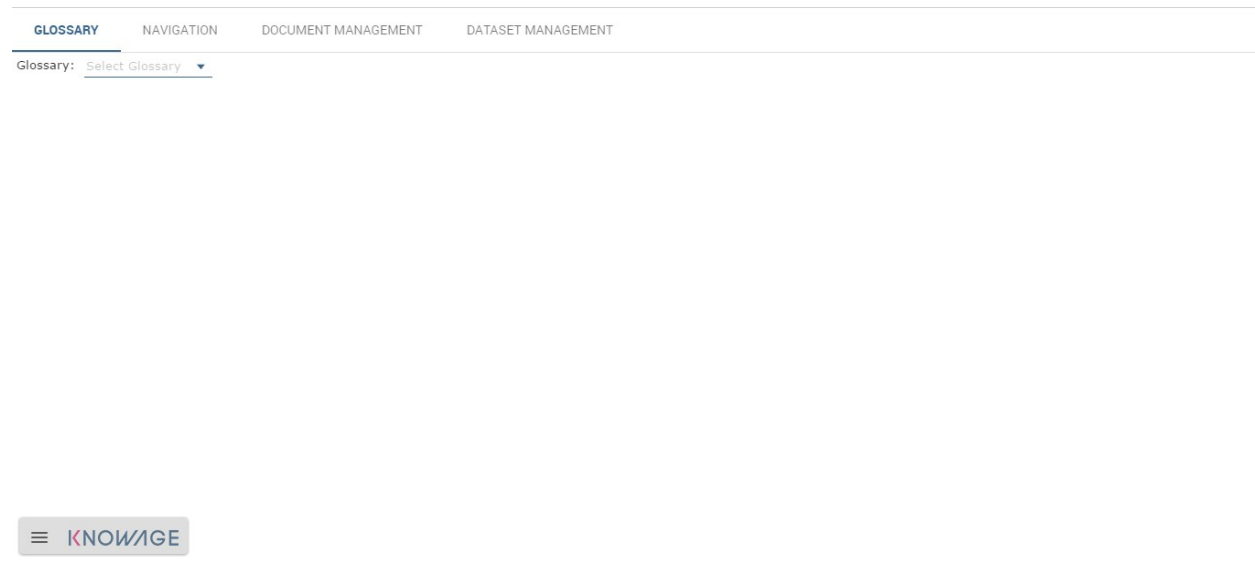 GLOSSARY NAVIGATION DOCUMENT MANAGEMENT DATASET MANAGEMENT
Glossary: Select Glossary
KNOWAGE